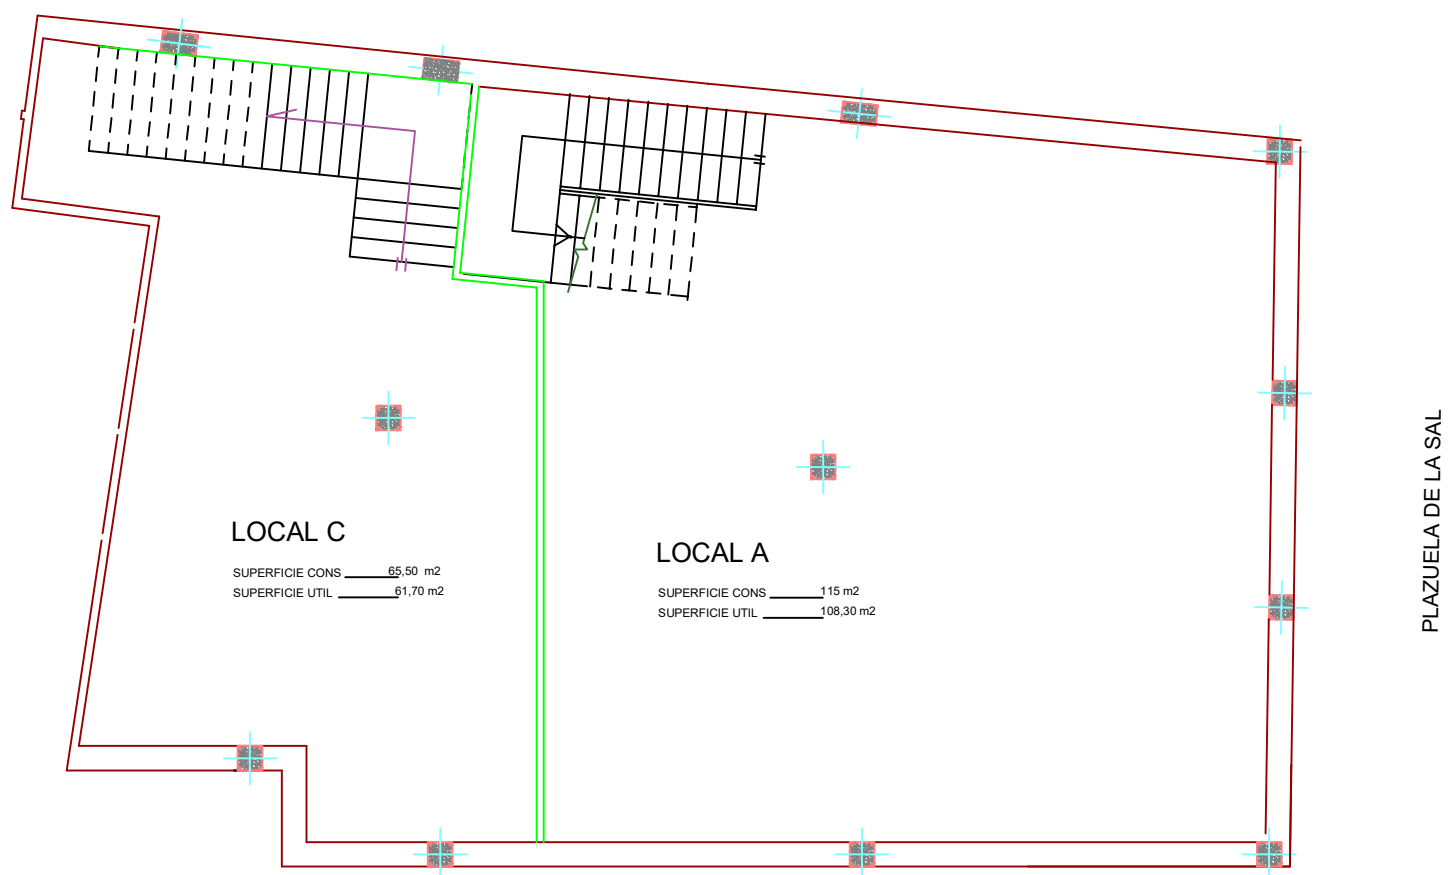 LOCAL C
SUPERFICIE CONS 65,50 m2
SUPERFICIE UTIL 61,70 m2
LOCAL A
SUPERFICIE CONS 115 m2
SUPERFICIE UTIL 108,30 m2
PLAZUELA DE LA SAL